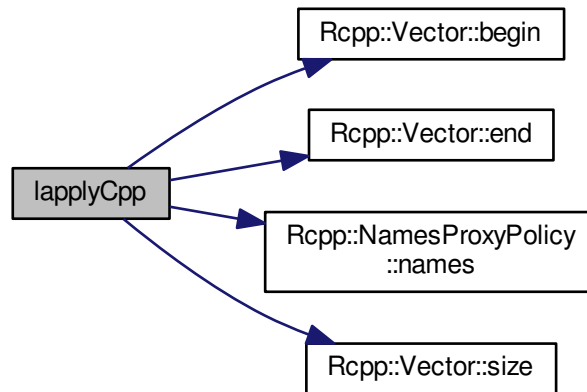 Rcpp::Vector::begin
Rcpp::Vector::end
lapplyCpp
Rcpp::NamesProxyPolicy
::names
Rcpp::Vector::size